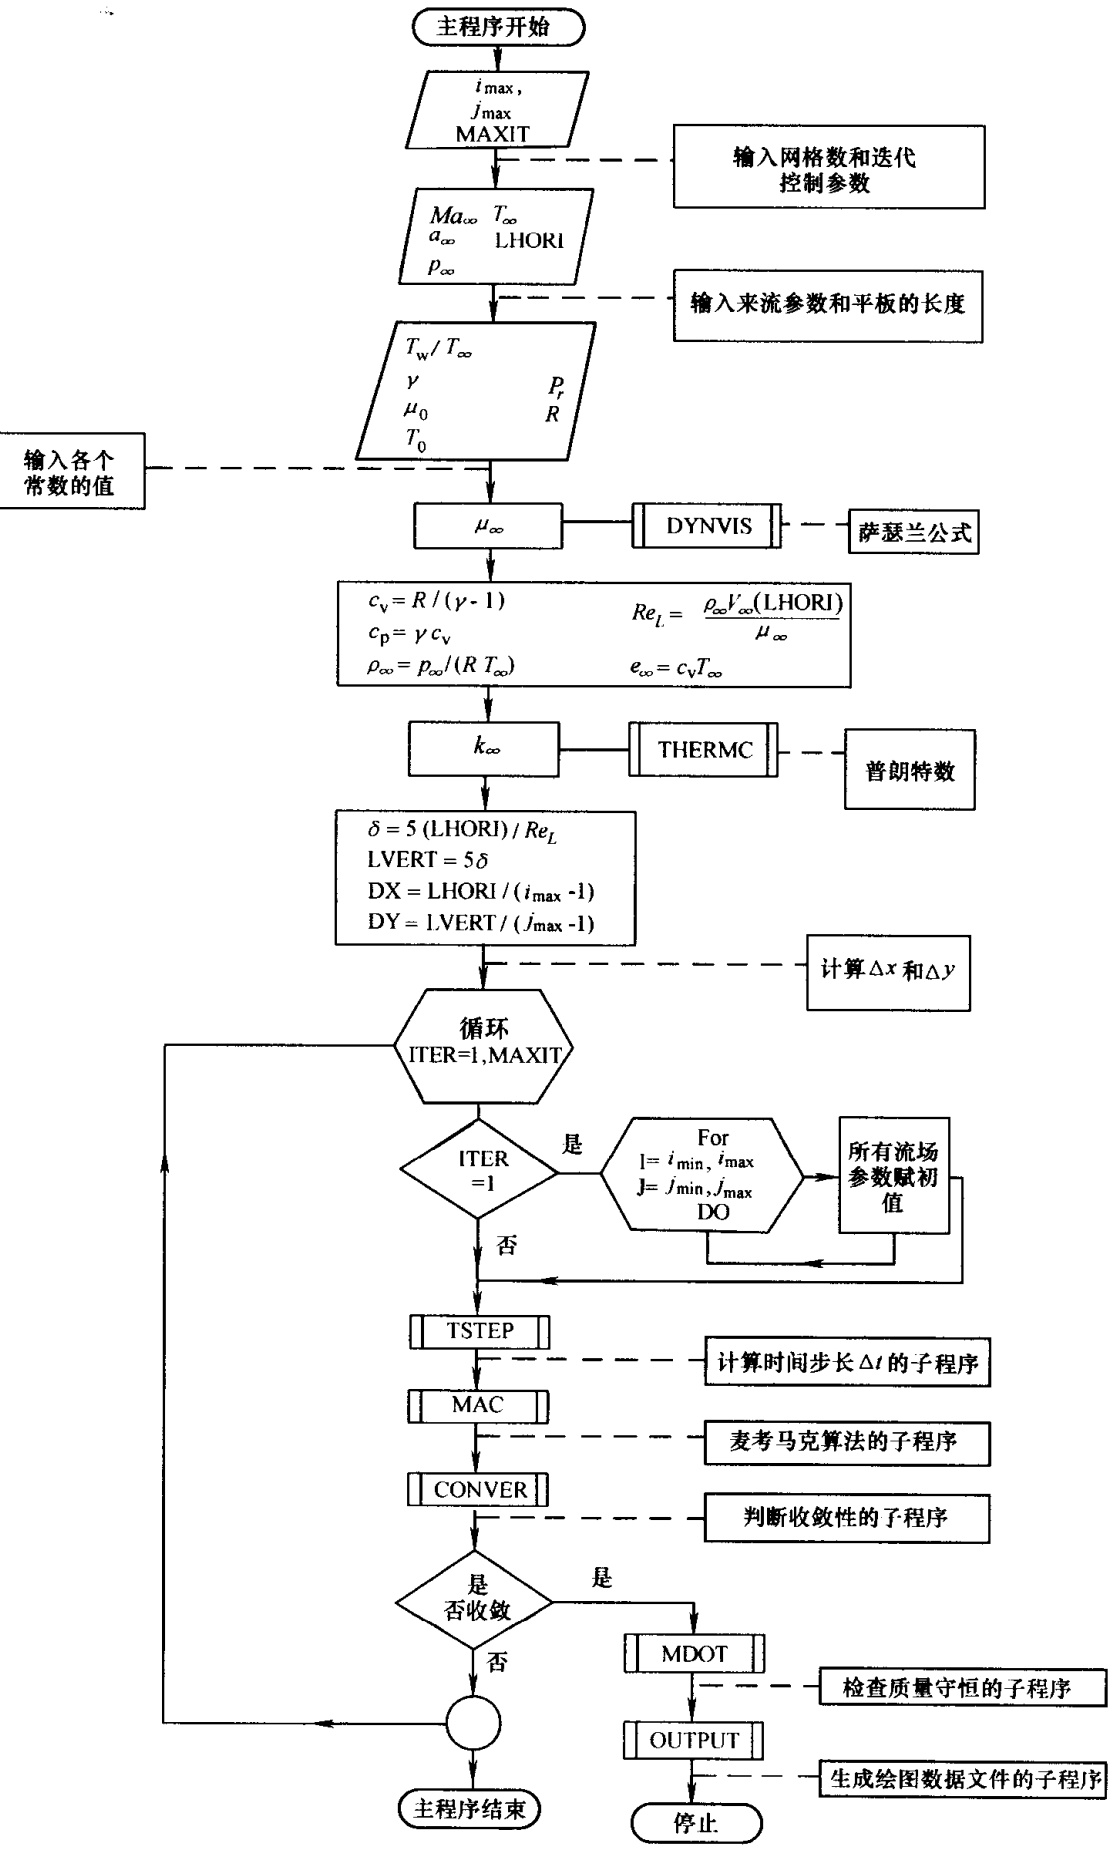 主程序开始
i max,
j max
MAXIT
输入网格数和迭代
控制参数
Ma∞ T∞
a∞ LHORI
p∞
输入来流参数和平板的长度
Tw / T∞
γ Pr
μ0 R
T0
输入各个
常数的值
μ∞
DYNVIS
萨瑟兰公式
cv = R / (γ - 1)
cp = γ cv
ρ∞ = p∞ / (R T∞)
ReL = ρ∞V∞(LHORI) / μ∞
e∞ = cvT∞
k∞
THERMC
普朗特数
δ = 5 (LHORI) / ReL
LVERT = 5δ
DX = LHORI / (i max -1)
DY = LVERT / (j max -1)
计算Δx和Δy
循环
ITER=1,MAXIT
ITER
=1
是
For
I= i min, i max
J= j min, j max
DO
所有流场
参数赋初
值
否
TSTEP
计算时间步长Δt的子程序
MAC
麦考马克算法的子程序
CONVER
判断收敛性的子程序
是
否收敛
是
否
MDOT
检查质量守恒的子程序
OUTPUT
生成绘图数据文件的子程序
主程序结束
停止